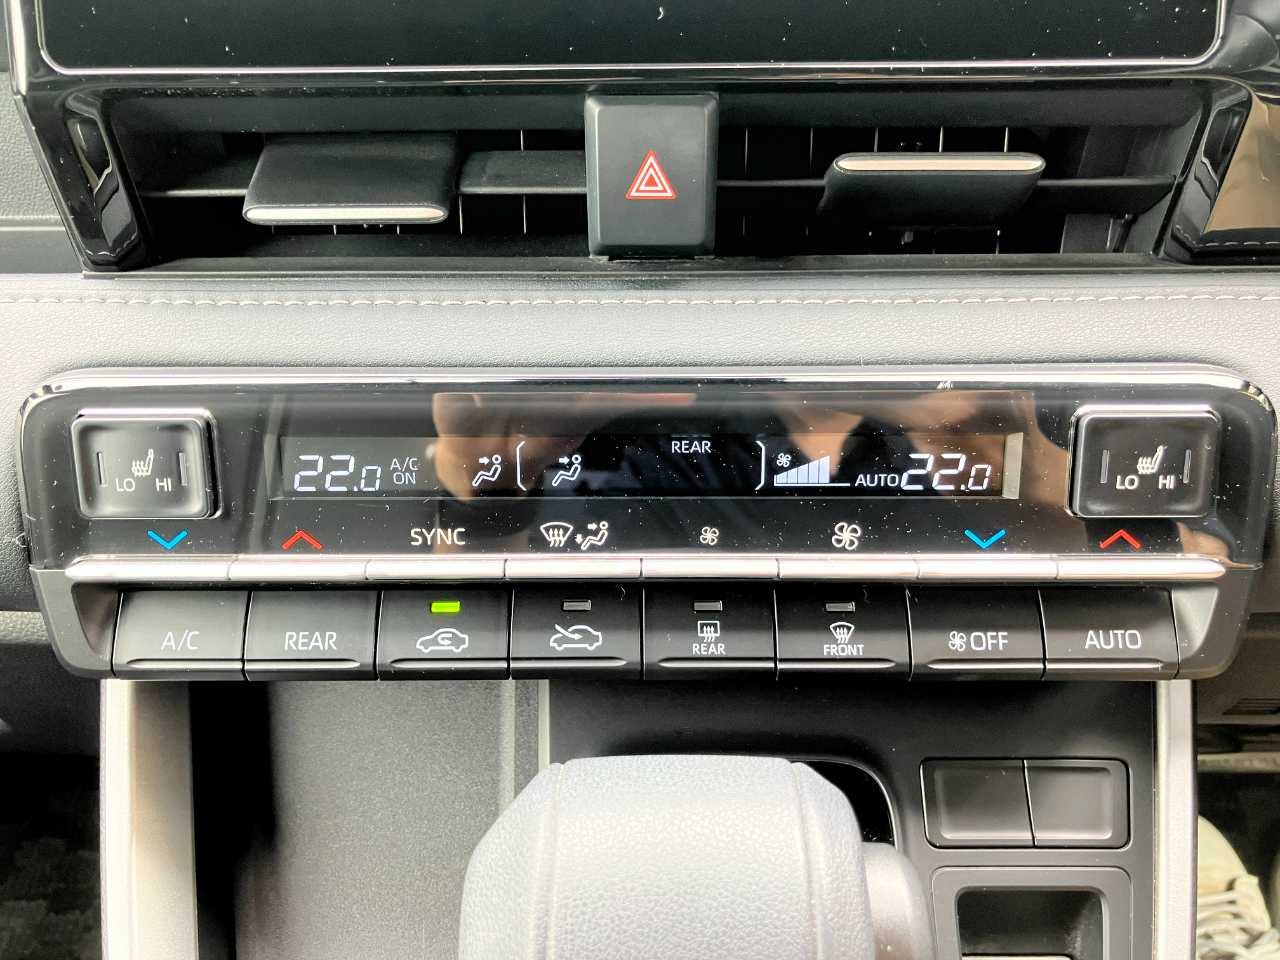 LO HI
22.0 A/C ON REAR AUTO 22.0
LO HI
SYNC
A/C REAR REAR FRONT OFF AUTO